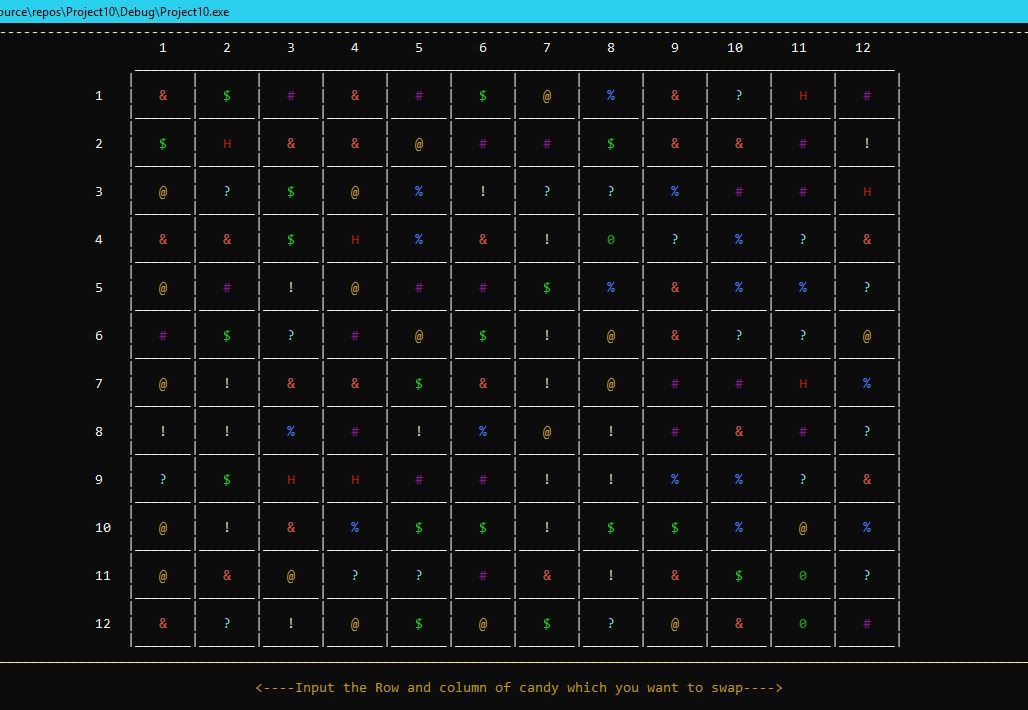 ource\repos\Project10\Debug\Project10.exe
1 2 3 4 5 6 7 8 9 10 11 12
1 & $ # & # $ @ % & ? H #
2 $ H & & @ # # $ & & # !
3 @ ? $ @ % ! ? ? % # # H
4 & & $ H % & ! 0 ? % ? &
5 @ # ! @ # # $ % & % % ?
6 # $ ? # @ $ ! @ & ? ? @
7 @ ! & & $ & ! @ # # H %
8 ! ! % # ! % @ ! # & # ?
9 ? $ H H # # ! ! % % ? &
10 @ ! & % $ $ ! $ $ % @ %
11 @ & @ ? ? # & ! & $ 0 ?
12 & ? ! @ $ @ $ ? @ & 0 #
<----Input the Row and column of candy which you want to swap---->